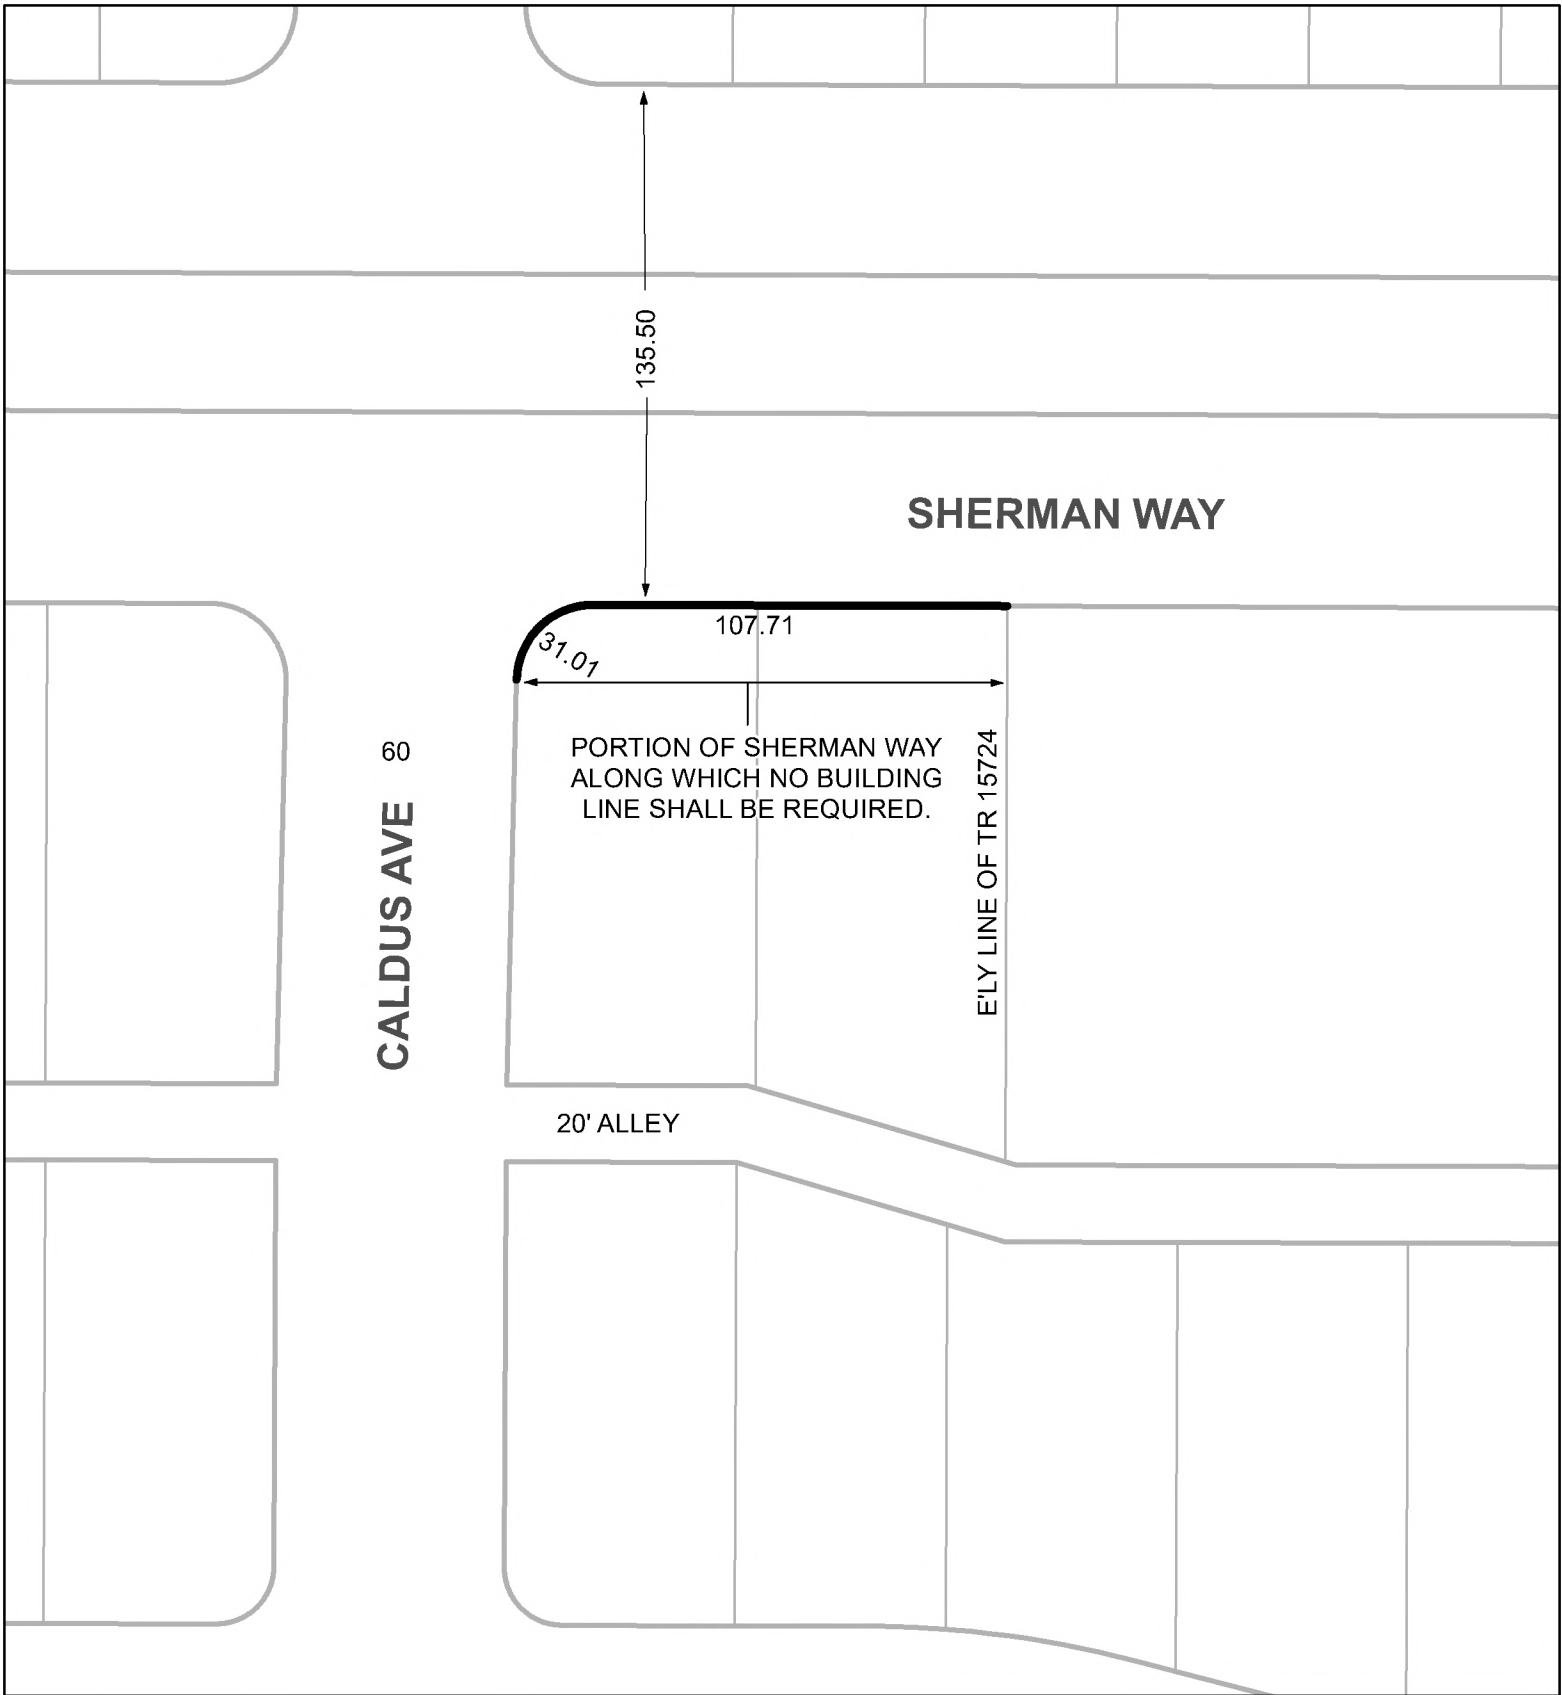 135.50
SHERMAN WAY
107.71
31.01
PORTION OF SHERMAN WAY
ALONG WHICH NO BUILDING
LINE SHALL BE REQUIRED.
E'LY LINE OF TR 15724
60
CALDUS AVE
20' ALLEY